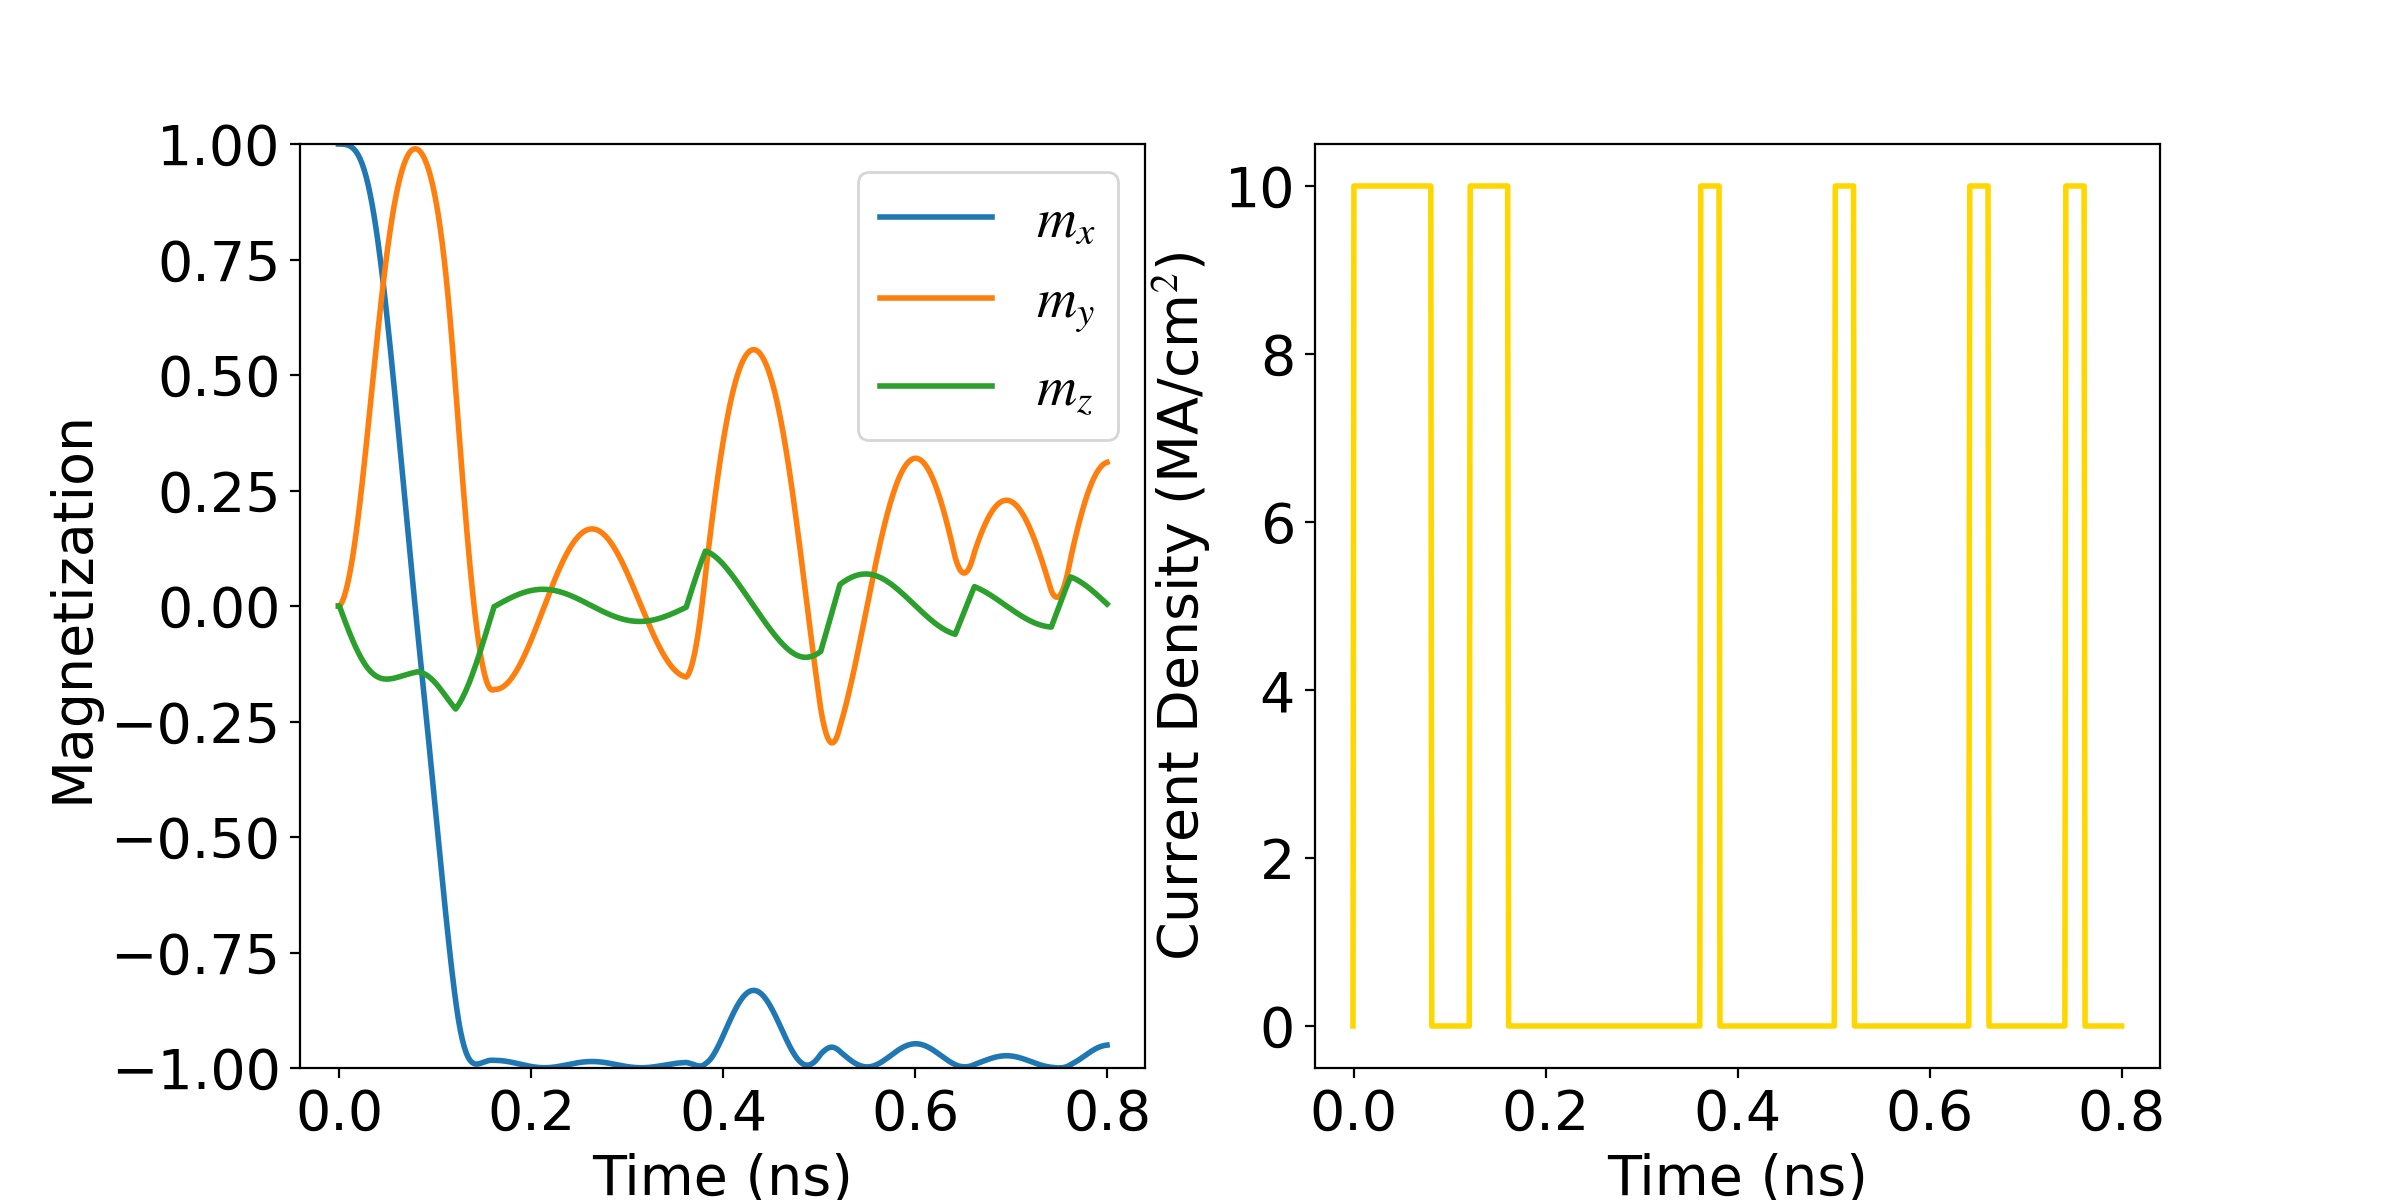 Magnetization
1.00
0.75
0.50
0.25
0.00
−0.25
−0.50
−0.75
−1.00
0.0 0.2 0.4 0.6 0.8
Time (ns)
m_x
m_y
m_z
Current Density (MA/cm²)
10
8
6
4
2
0
0.0 0.2 0.4 0.6 0.8
Time (ns)